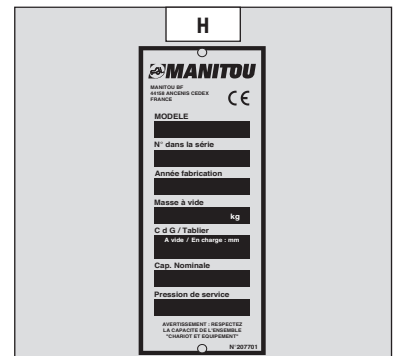 H
MANITOU
MANITOU BF
44158 ANCENIS CEDEX
FRANCE
CE
MODELE
N° dans la série
Année fabrication
Masse à vide
kg
C d G / Tablier
A vide / En charge : mm
Cap. Nominale
Pression de service
AVERTISSEMENT : RESPECTEZ
LA CAPACITE DE L'ENSEMBLE
"CHARIOT ET EQUIPEMENT"
N°207701